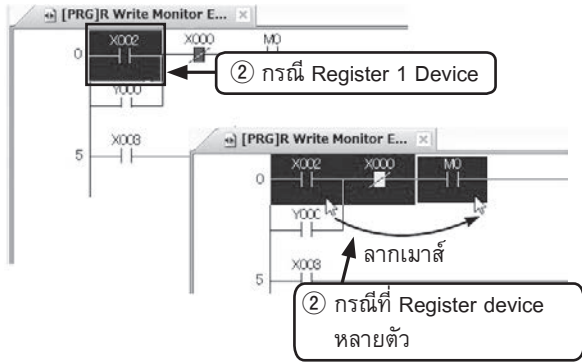 [PRG]R Write Monitor E...
X002 X000 M0
0
② กรณี Register 1 Device
Y000
X003
5
[PRG]R Write Monitor E...
X002 X000 M0
0
Y000
ลากเมาส์
X003
5
② กรณีที่ Register device
หลายตัว